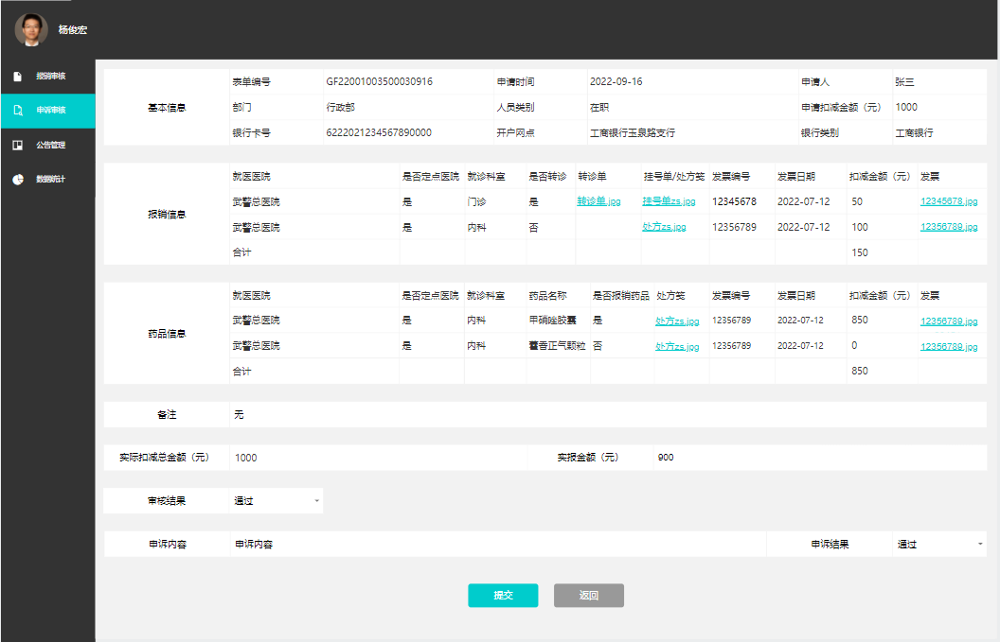 杨俊宏
报销审核
申诉审核
公告管理
数据统计
基本信息
表单编号 GF22001003500030916 申请时间 2022-09-16 申请人 张三
部门 行政部 人员类别 在职 申请扣减金额（元） 1000
银行卡号 6222021234567890000 开户网点 工商银行玉泉路支行 银行类别 工商银行
报销信息
就医医院 是否定点医院 就诊科室 是否转诊 转诊单 挂号单/处方笺 发票编号 发票日期 扣减金额（元） 发票
武警总医院 是 门诊 是 转诊单.jpg 挂号单zs.jpg 12345678 2022-07-12 50 12345678.jpg
武警总医院 是 内科 否 处方zs.jpg 12356789 2022-07-12 100 12356789.jpg
合计 150
药品信息
就医医院 是否定点医院 就诊科室 药品名称 是否报销药品 处方笺 发票编号 发票日期 扣减金额（元） 发票
武警总医院 是 内科 甲硝唑胶囊 是 处方zs.jpg 12356789 2022-07-12 850 12356789.jpg
武警总医院 是 内科 藿香正气颗粒 否 处方zs.jpg 12356789 2022-07-12 0 12356789.jpg
合计 850
备注 无
实际扣减总金额（元） 1000 实报金额（元） 900
审核结果 通过
申诉内容 申诉内容 申诉结果 通过
提交 返回